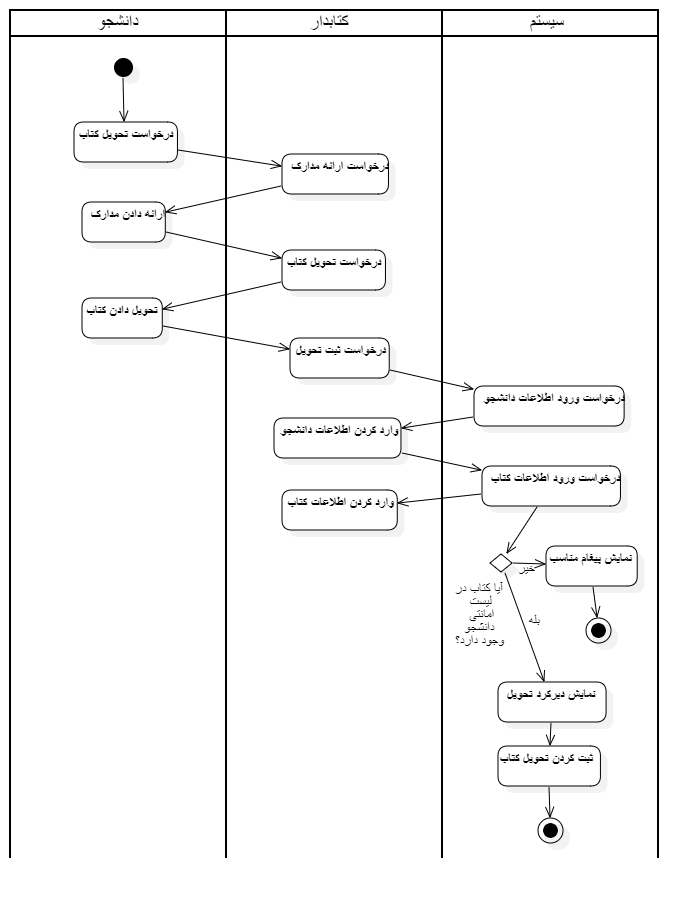 دانشجو
کتابدار
سیستم
درخواست تحویل کتاب
درخواست ارائه مدارک
ارائه دادن مدارک
درخواست تحویل کتاب
تحویل دادن کتاب
درخواست ثبت تحویل
درخواست ورود اطلاعات دانشجو
وارد کردن اطلاعات دانشجو
درخواست ورود اطلاعات کتاب
وارد کردن اطلاعات کتاب
نمایش پیغام مناسب
خیر
آیا کتاب در
لیست
امانتی
دانشجو
وجود دارد؟
بله
نمایش دیرکرد تحویل
ثبت کردن تحویل کتاب